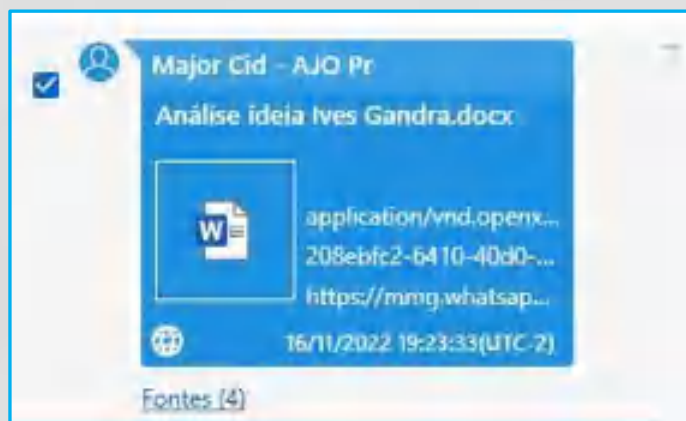 Major Cid - AJO Pr
Análise ideia Ives Gandra.docx
W
application/vnd.openx...
208ebfc2-6410-40d0-...
https://mmg.whatsap...
16/11/2022 19:23:33(UTC-2)
Fontes (4)